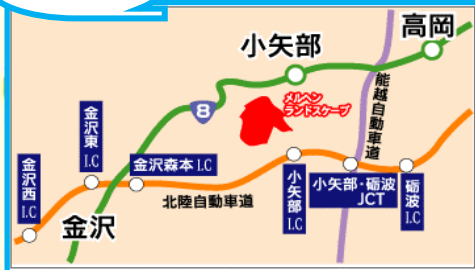 高岡
小矢部
能越自動車道
8
メルヘン
ランドスケープ
金沢東
I.C
金沢西
I.C
金沢森本 I.C
小矢部
I.C
小矢部・砺波
JCT
砺波
I.C
北陸自動車道
金沢